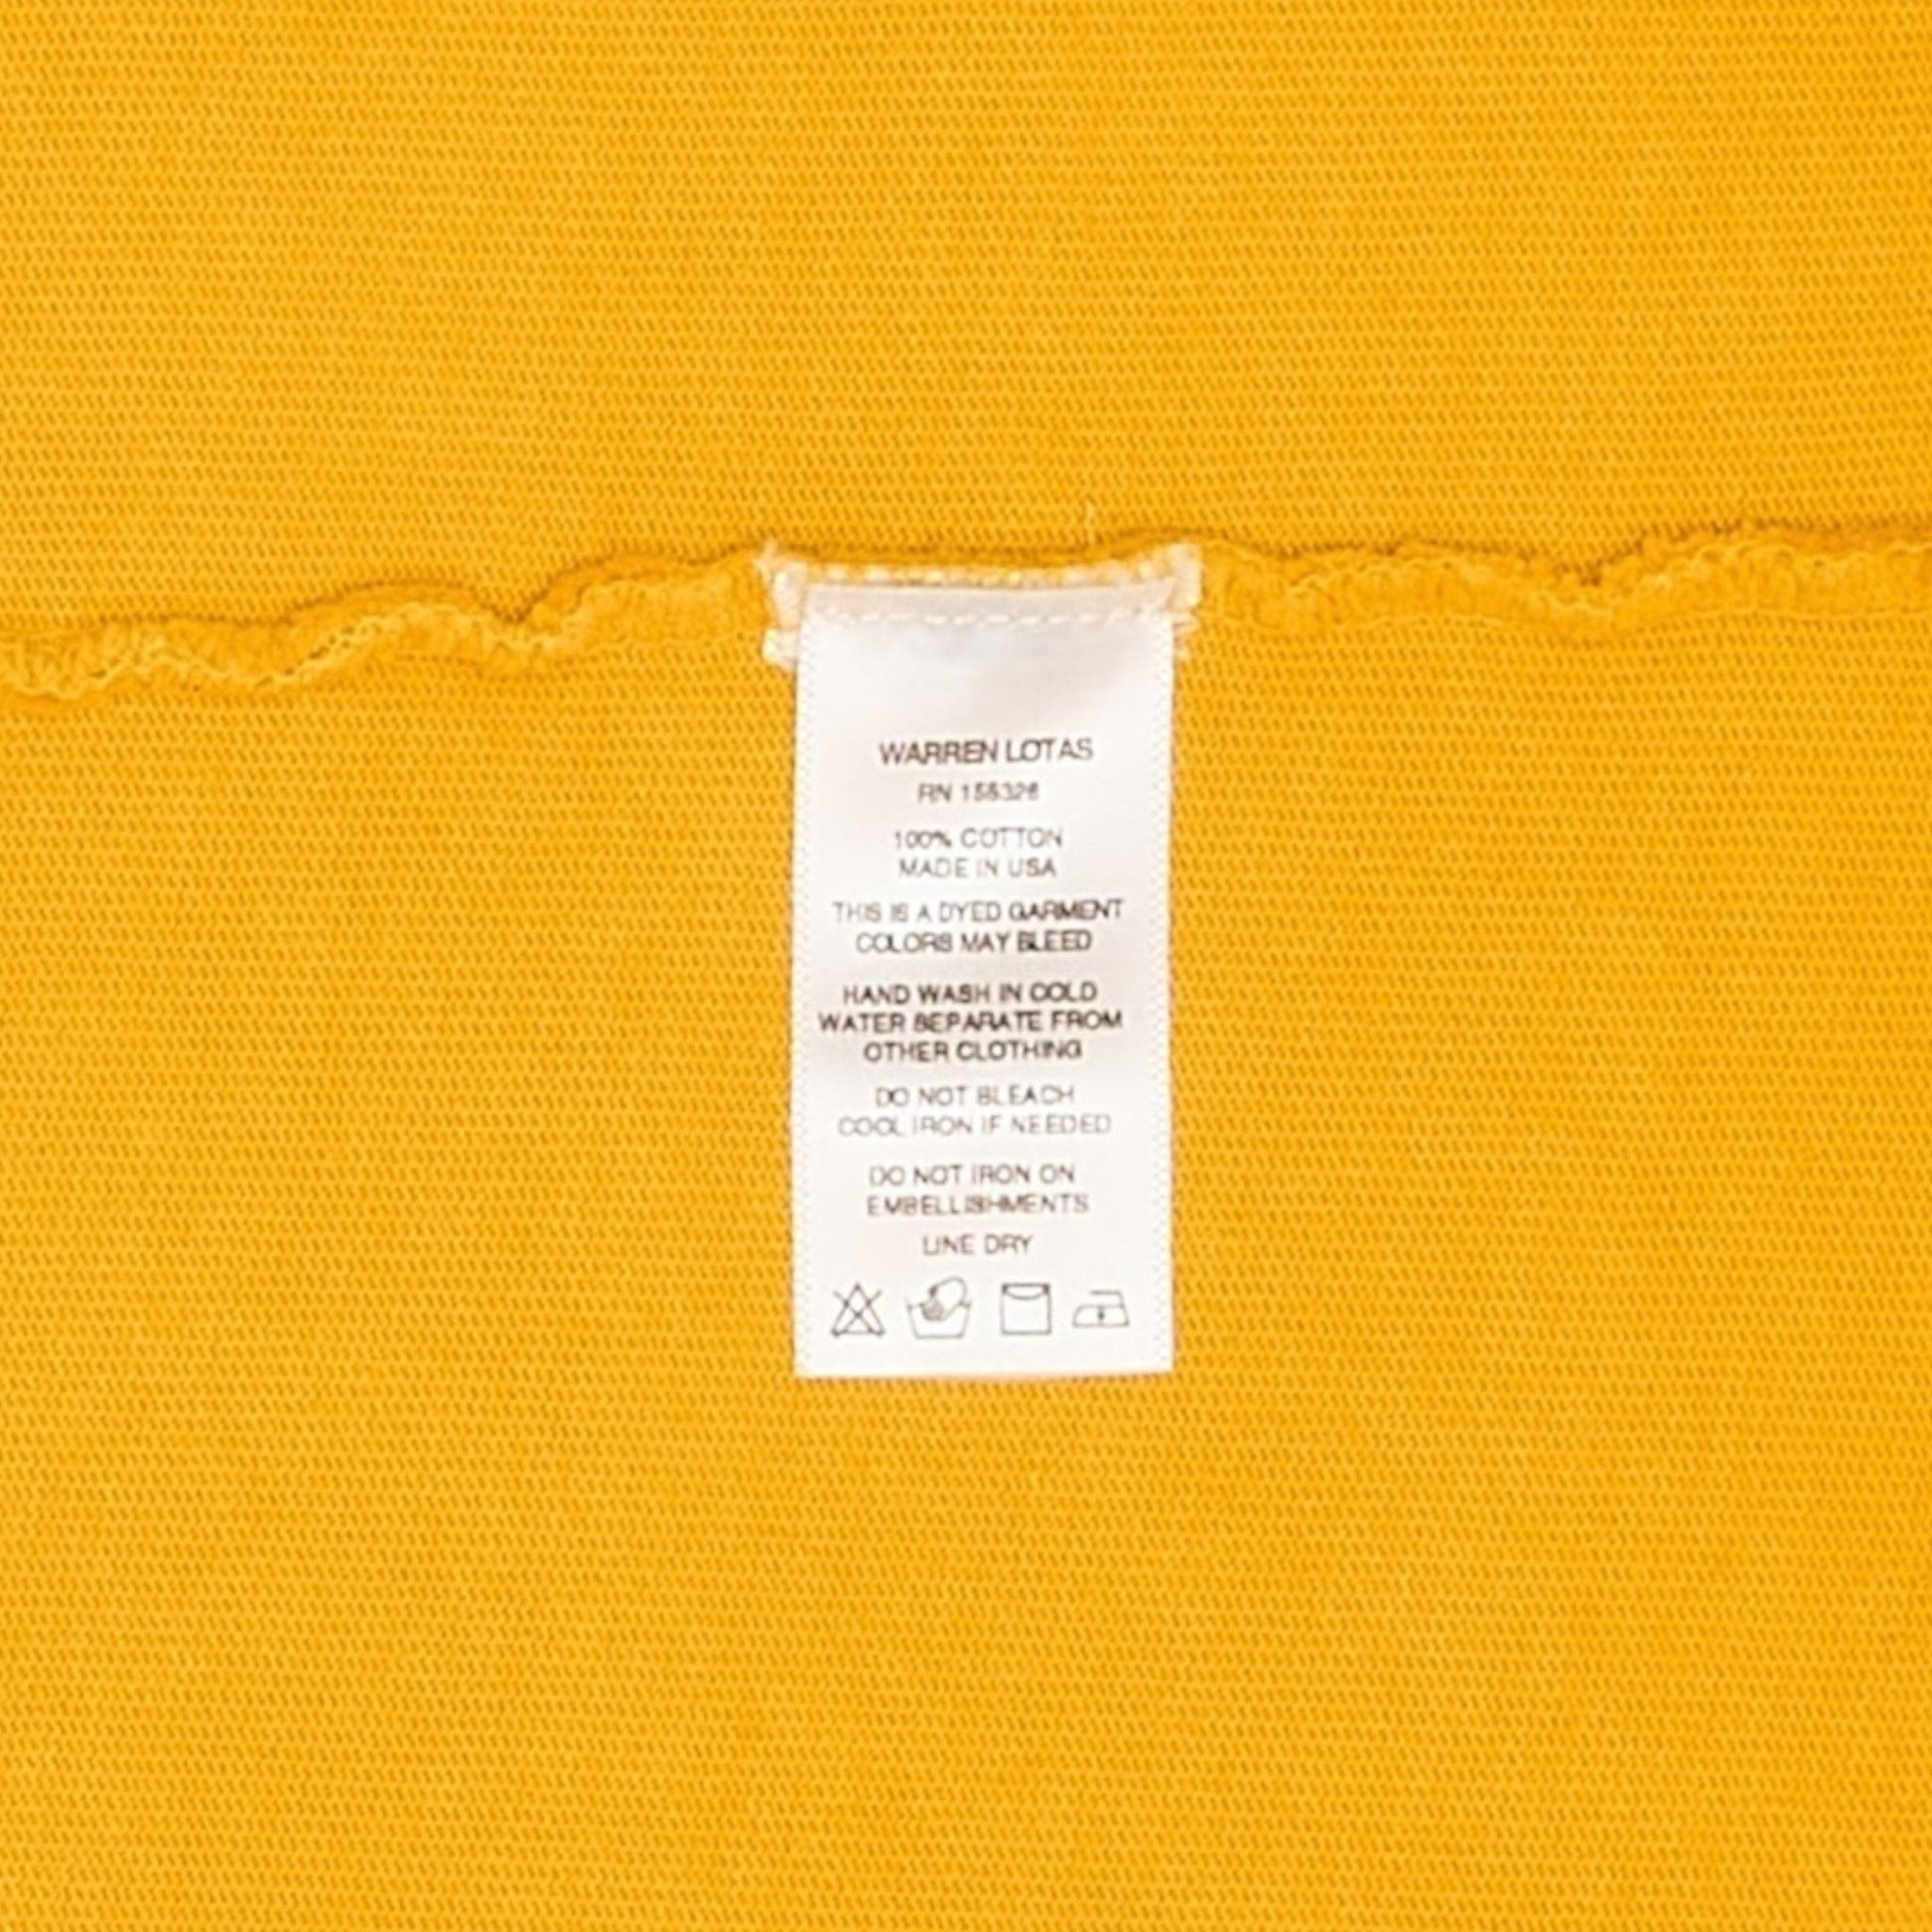 WARREN LOTAS
RN 155326
100% COTTON
MADE IN USA
THIS IS A DYED GARMENT
COLORS MAY BLEED
HAND WASH IN COLD
WATER SEPARATE FROM
OTHER CLOTHING
DO NOT BLEACH
COOL IRON IF NEEDED
DO NOT IRON ON
EMBELLISHMENTS
LINE DRY